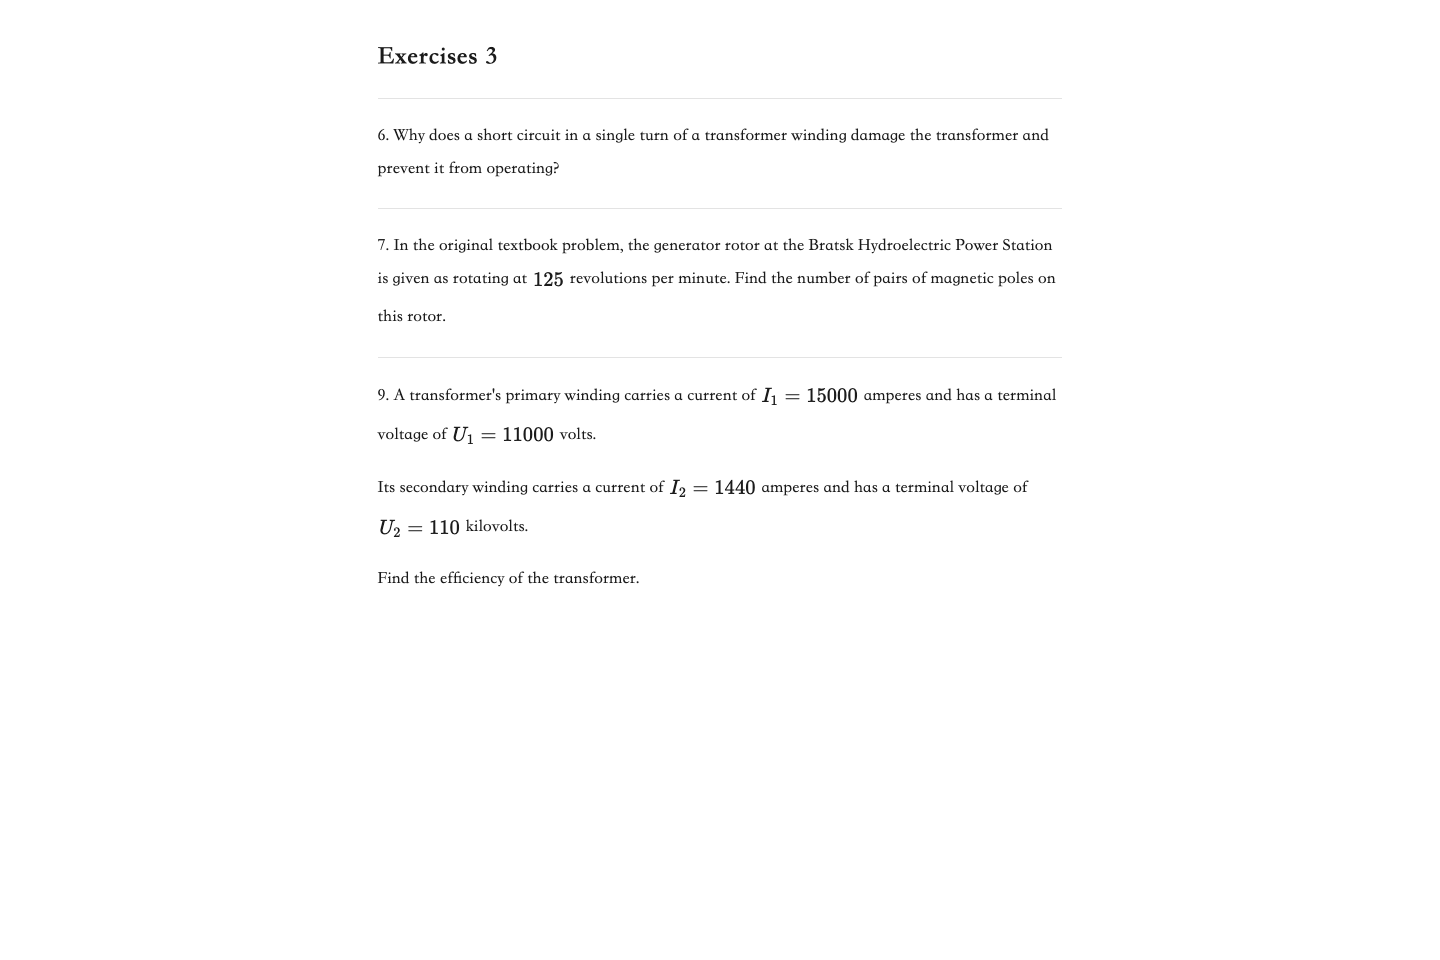 Exercises 3
6. Why does a short circuit in a single turn of a transformer winding damage the transformer and
prevent it from operating?
7. In the original textbook problem, the generator rotor at the Bratsk Hydroelectric Power Station
is given as rotating at 125 revolutions per minute. Find the number of pairs of magnetic poles on
this rotor.
9. A transformer's primary winding carries a current of I₁ = 15000 amperes and has a terminal
voltage of U₁ = 11000 volts.
Its secondary winding carries a current of I₂ = 1440 amperes and has a terminal voltage of
U₂ = 110 kilovolts.
Find the efficiency of the transformer.